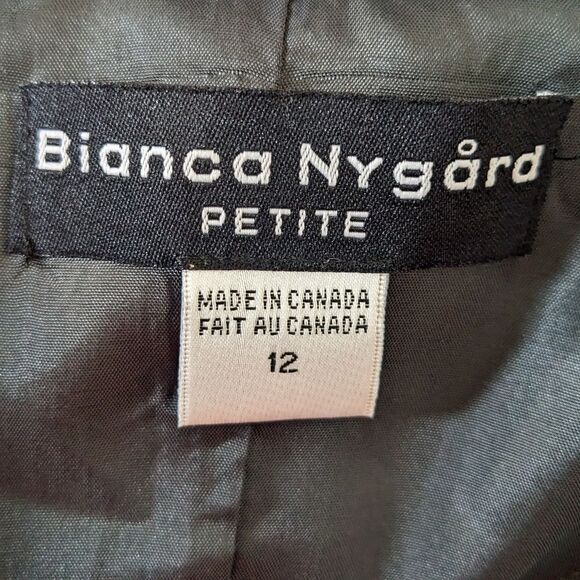 Bianca Nygård
PETITE
MADE IN CANADA
FAIT AU CANADA
12